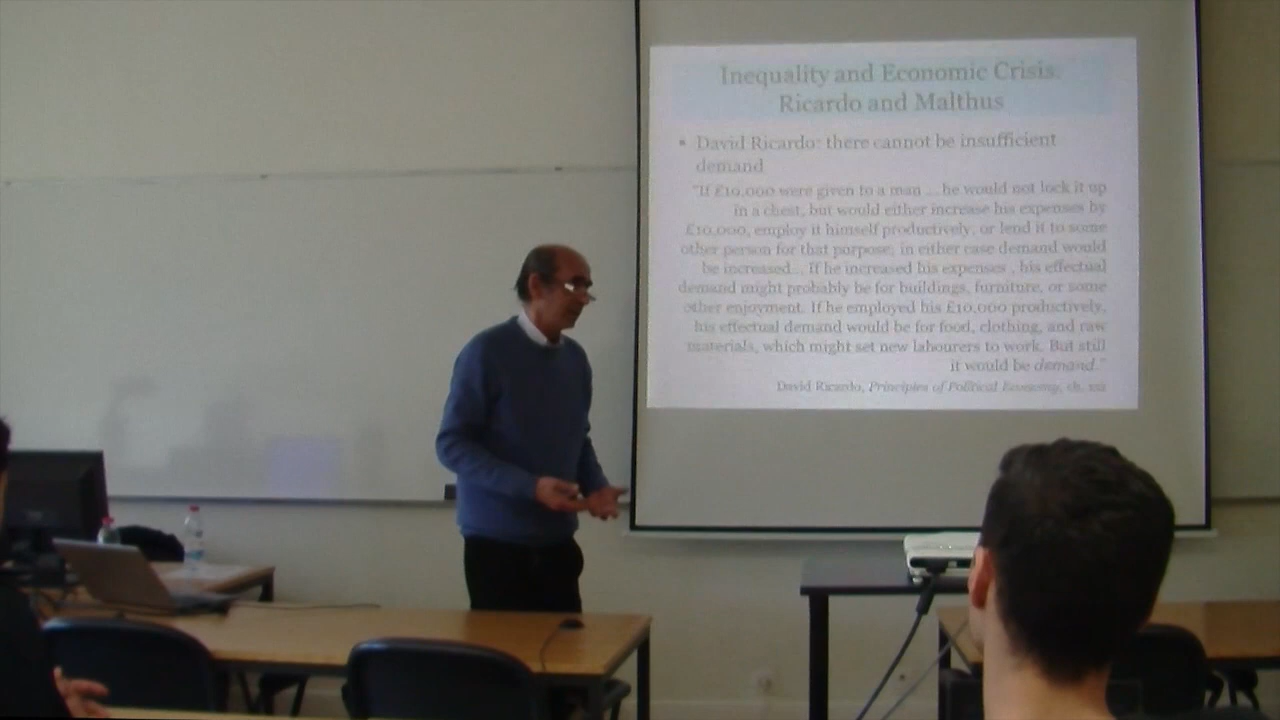 Inequality and Economic Crisis.
Ricardo and Malthus
• David Ricardo: there cannot be insufficient
demand
"If £10,000 were given to a man ... he would not lock it up
in a chest, but would either increase his expenses by
£10,000, employ it himself productively, or lend it to some
other person for that purpose; in either case demand would
be increased... If he increased his expenses , his effectual
demand might probably be for buildings, furniture, or some
other enjoyment. If he employed his £10,000 productively,
his effectual demand would be for food, clothing, and raw
materials, which might set new labourers to work. But still
it would be demand."
David Ricardo, Principles of Political Economy, ch.